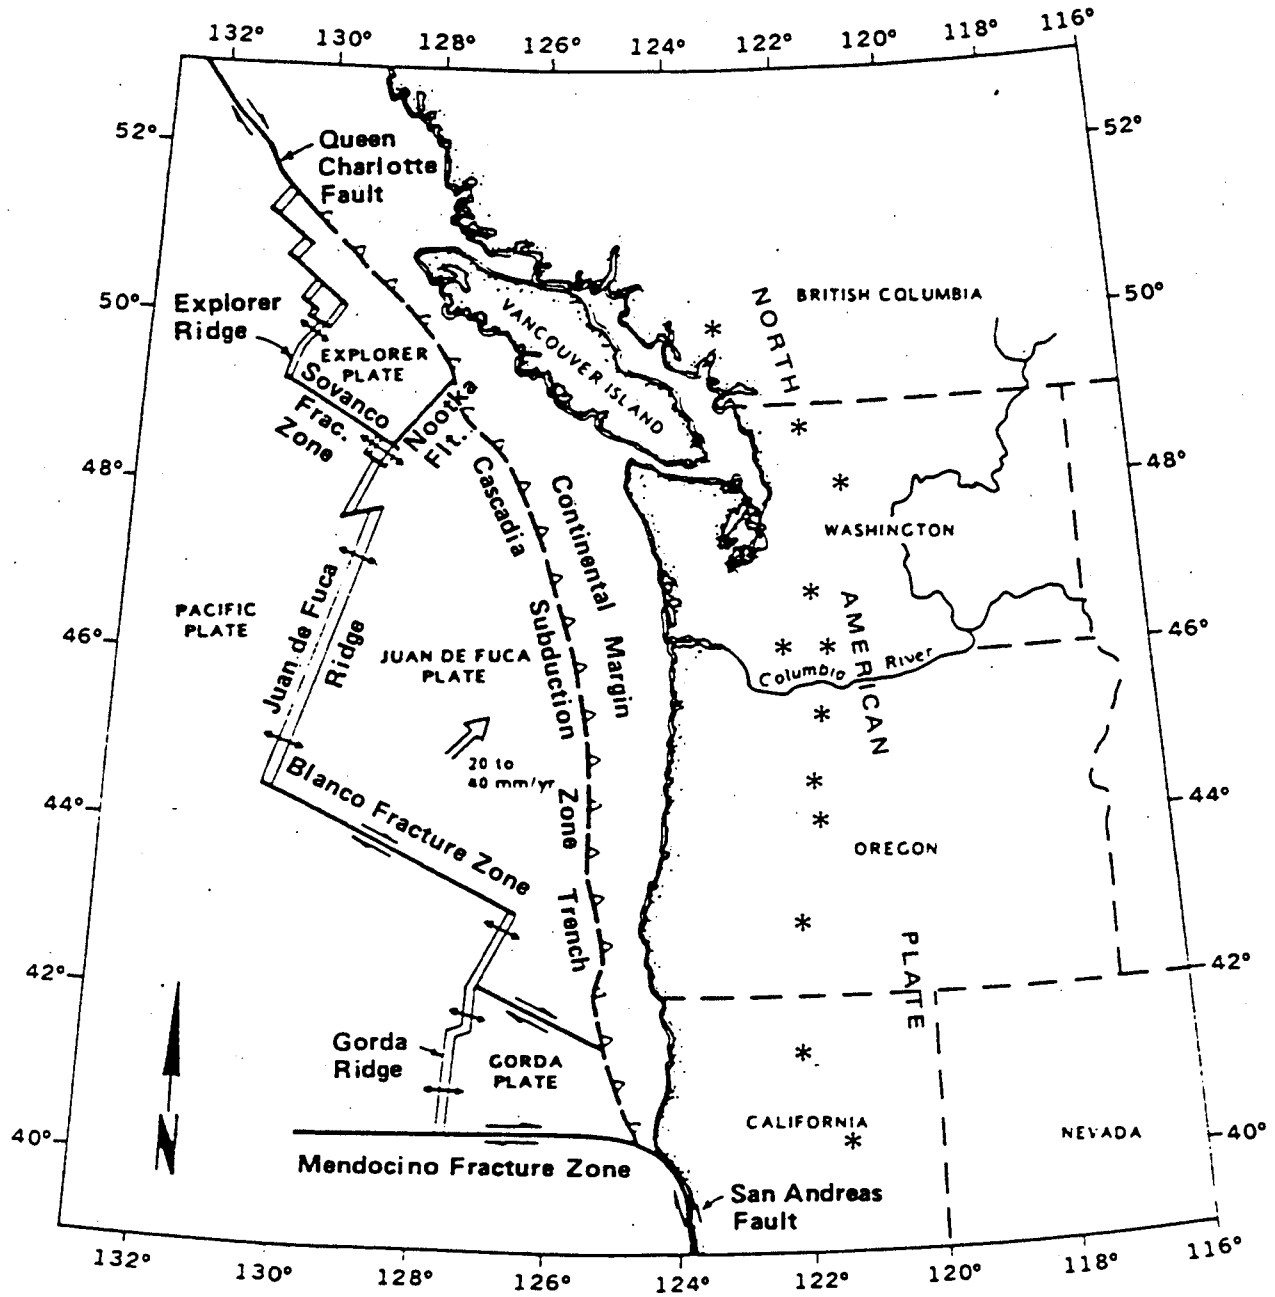 132° 130° 128° 126° 124° 122° 120° 118° 116°
52° 52°
Queen
Charlotte
Fault
50° 50°
Explorer
Ridge
EXPLORER
PLATE
Sovanco
Frac.
Zone
Nootka
Flt.
VANCOUVER ISLAND
BRITISH COLUMBIA
NORTH
AMERICAN
PLATE
48° 48°
Cascadia
Subduction
Zone
Trench
Continental Margin
WASHINGTON
PACIFIC
PLATE
Juan de Fuca
Ridge
46° 46°
JUAN DE FUCA
PLATE
Columbia River
20 to
40 mm/yr
Blanco Fracture Zone
44° 44°
OREGON
42° 42°
Gorda
Ridge
GORDA
PLATE
CALIFORNIA
NEVADA
40° 40°
N
Mendocino Fracture Zone
San Andreas
Fault
132° 130° 128° 126° 124° 122° 120° 118° 116°